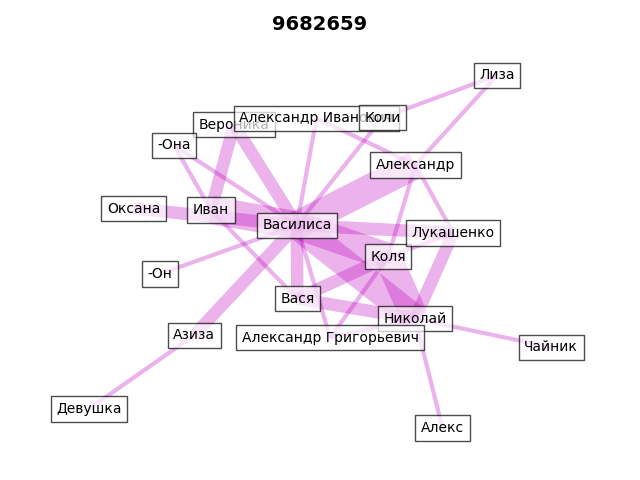 9682659
Лиза
Александр Иванович
Коли
Вероника
-Она
Александр
Оксана
Иван
Василиса
Лукашенко
Коля
-Он
Вася
Николай
Азиза
Александр Григорьевич
Чайник
Девушка
Алекс